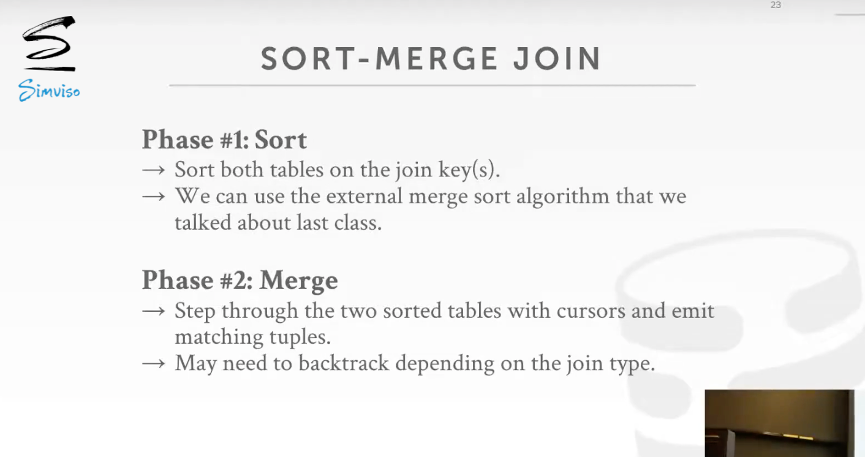 23
Simviso
SORT-MERGE JOIN
Phase #1: Sort
→ Sort both tables on the join key(s).
→ We can use the external merge sort algorithm that we
talked about last class.
Phase #2: Merge
→ Step through the two sorted tables with cursors and emit
matching tuples.
→ May need to backtrack depending on the join type.